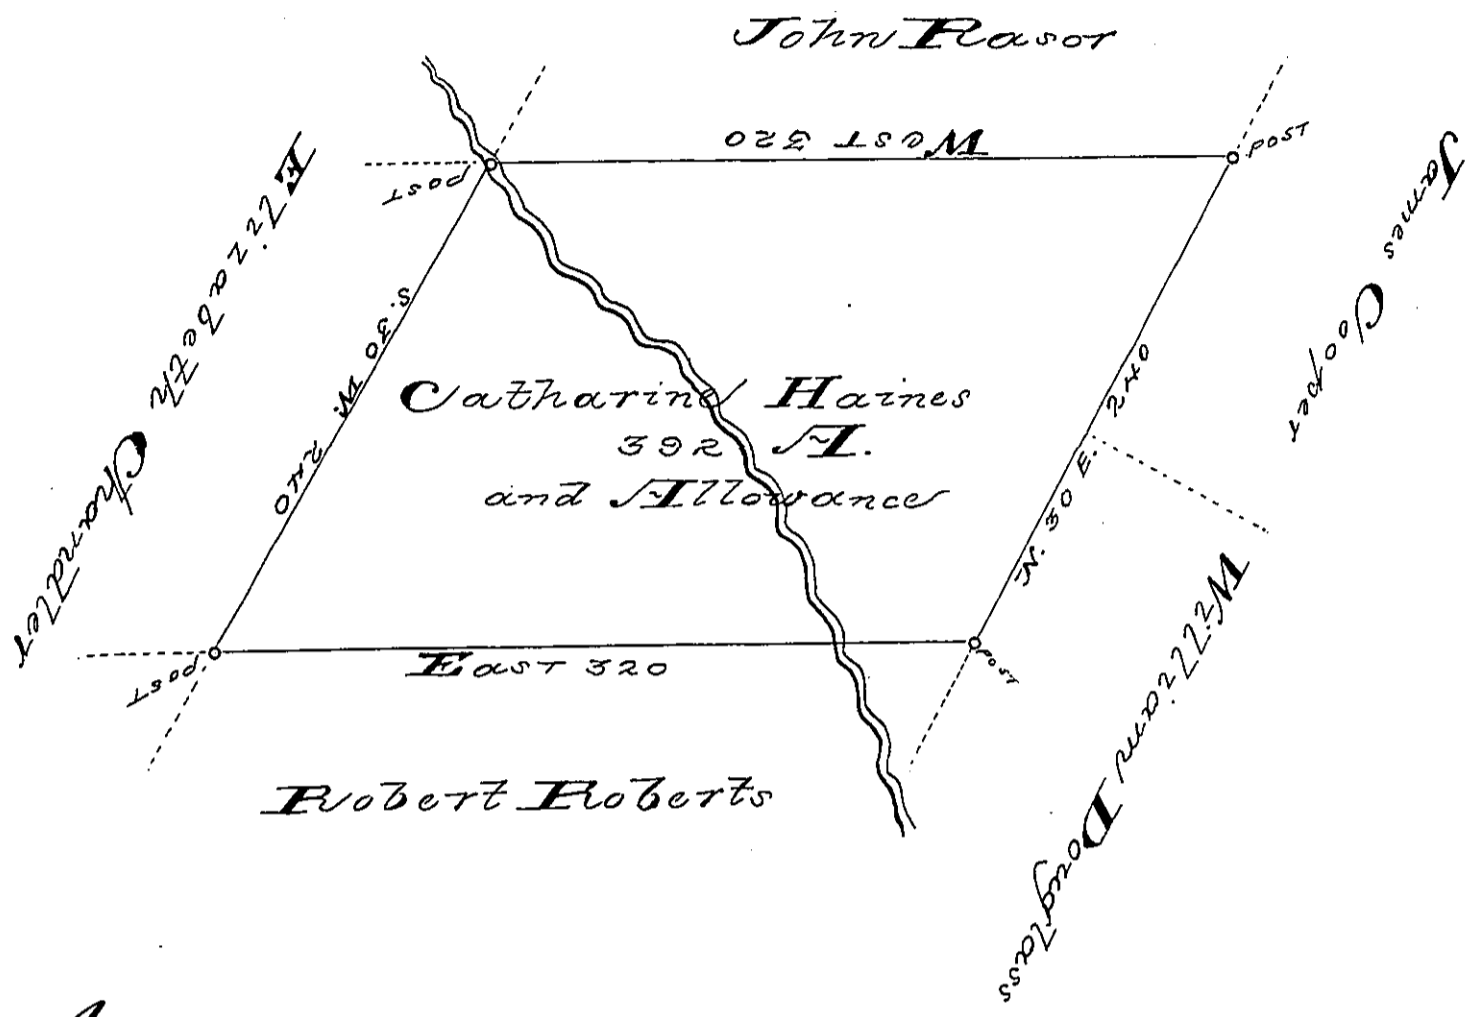 John Rasor
West 320
post
post
James Cooper
Elizzabeth Chandler
S. 30 W. 240
Catharine Haines
392 A.
and Allowance
N. 30 E. 240
East 320
post
post
William Douglass
Robert Roberts